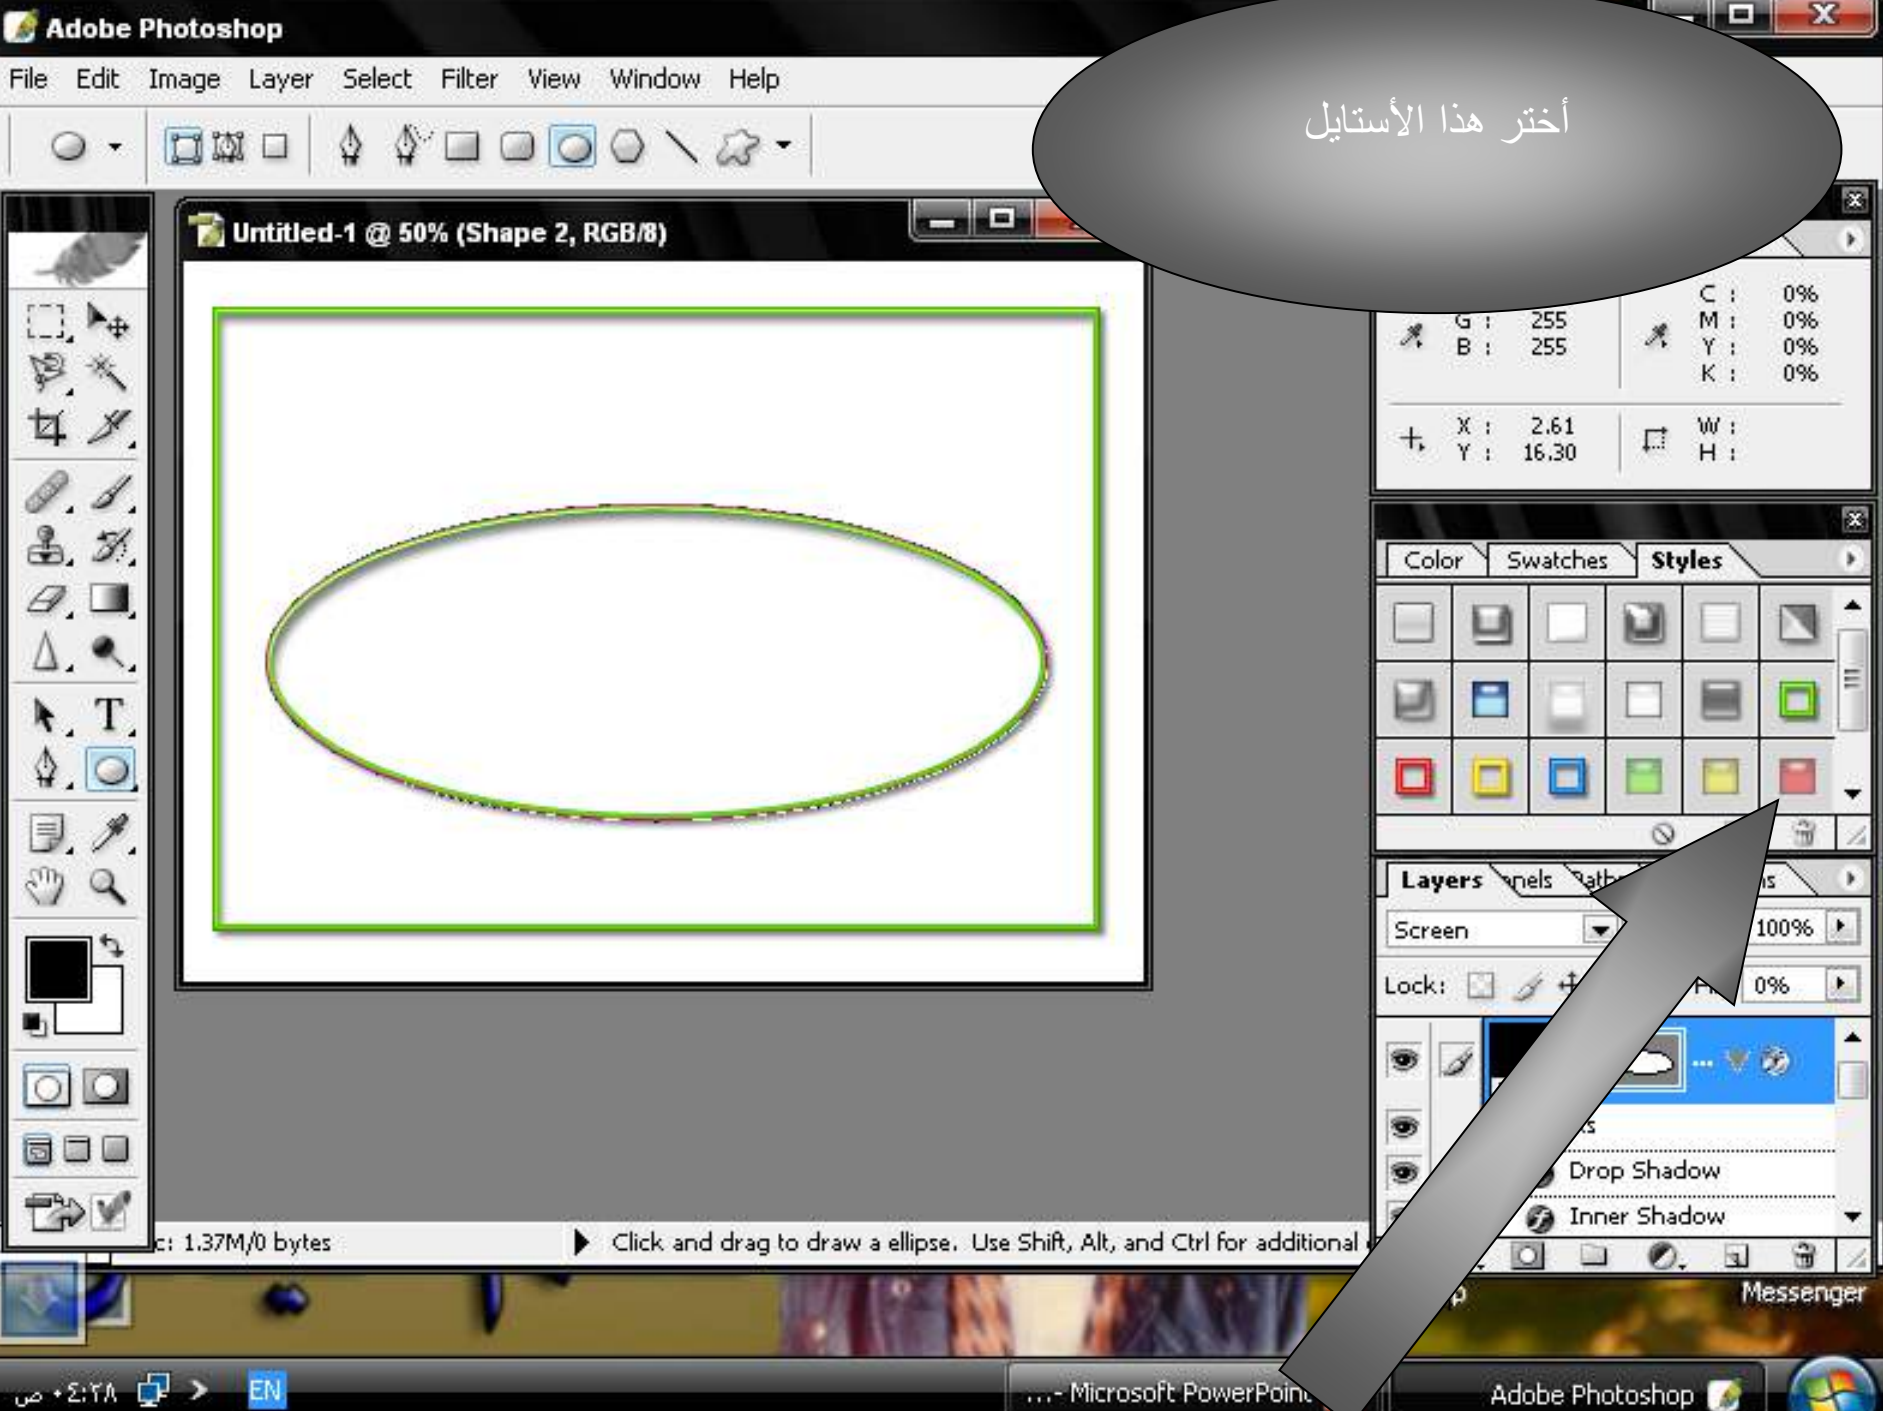 Adobe Photoshop
File Edit Image Layer Select Filter View Window Help
أختر هذا الأستايل
Untitled-1 @ 50% (Shape 2, RGB/8)
C : 0%
G : 255 M : 0%
B : 255 Y : 0%
K : 0%
X : 2.61 W :
Y : 16.30 H :
Color Swatches Styles
T
Layers
Screen 100%
Lock: 0%
Drop Shadow
Inner Shadow
c: 1.37M/0 bytes Click and drag to draw a ellipse. Use Shift, Alt, and Ctrl for additional
Messenger
٠٤:٢٨ ص EN ...- Microsoft PowerPoint Adobe Photoshop